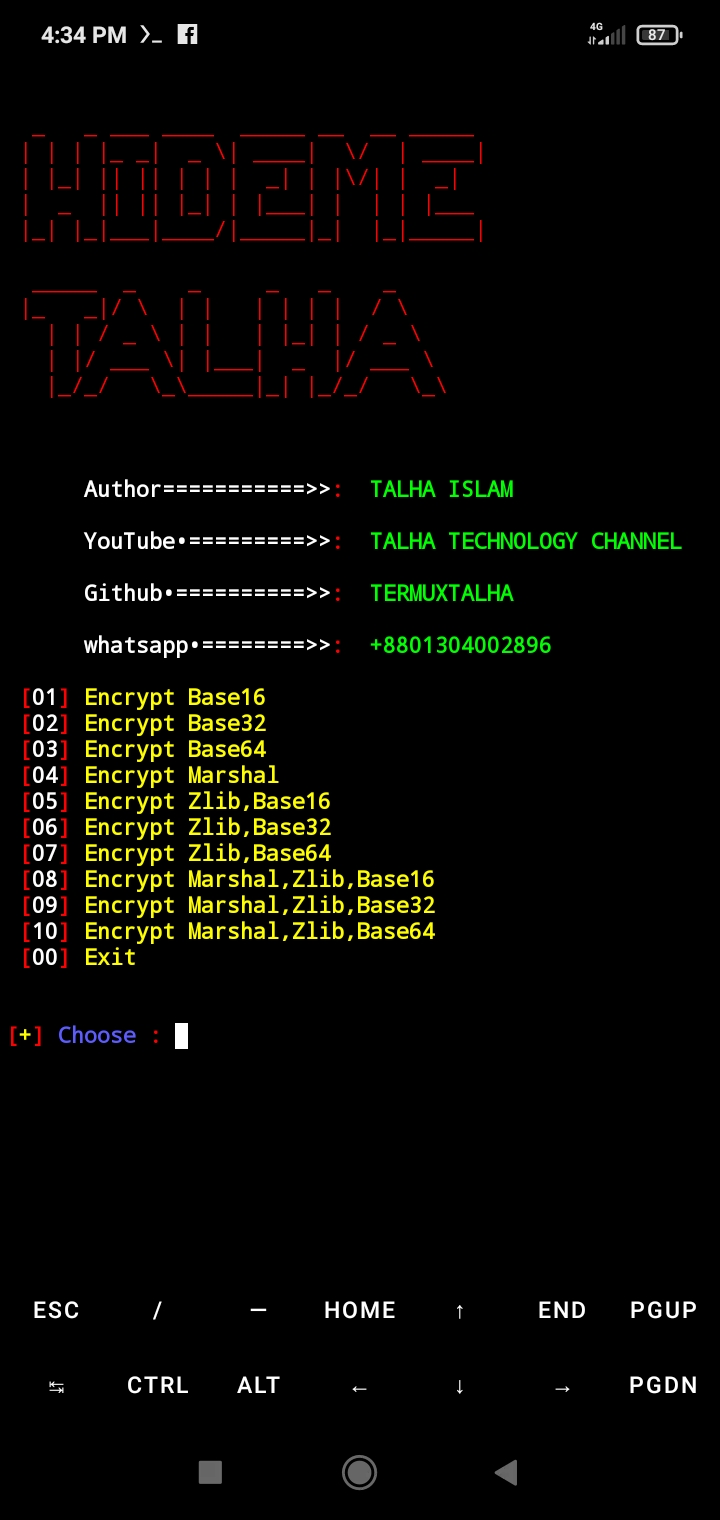 4:34 PM
4G
87
HIDEME
TALHA
Author===========>>: TALHA ISLAM
YouTube•=========>>: TALHA TECHNOLOGY CHANNEL
Github•==========>>: TERMUXTALHA
whatsapp•========>>: +8801304002896
[01] Encrypt Base16
[02] Encrypt Base32
[03] Encrypt Base64
[04] Encrypt Marshal
[05] Encrypt Zlib,Base16
[06] Encrypt Zlib,Base32
[07] Encrypt Zlib,Base64
[08] Encrypt Marshal,Zlib,Base16
[09] Encrypt Marshal,Zlib,Base32
[10] Encrypt Marshal,Zlib,Base64
[00] Exit
[+] Choose :
ESC / — HOME ↑ END PGUP
↹ CTRL ALT ← ↓ → PGDN